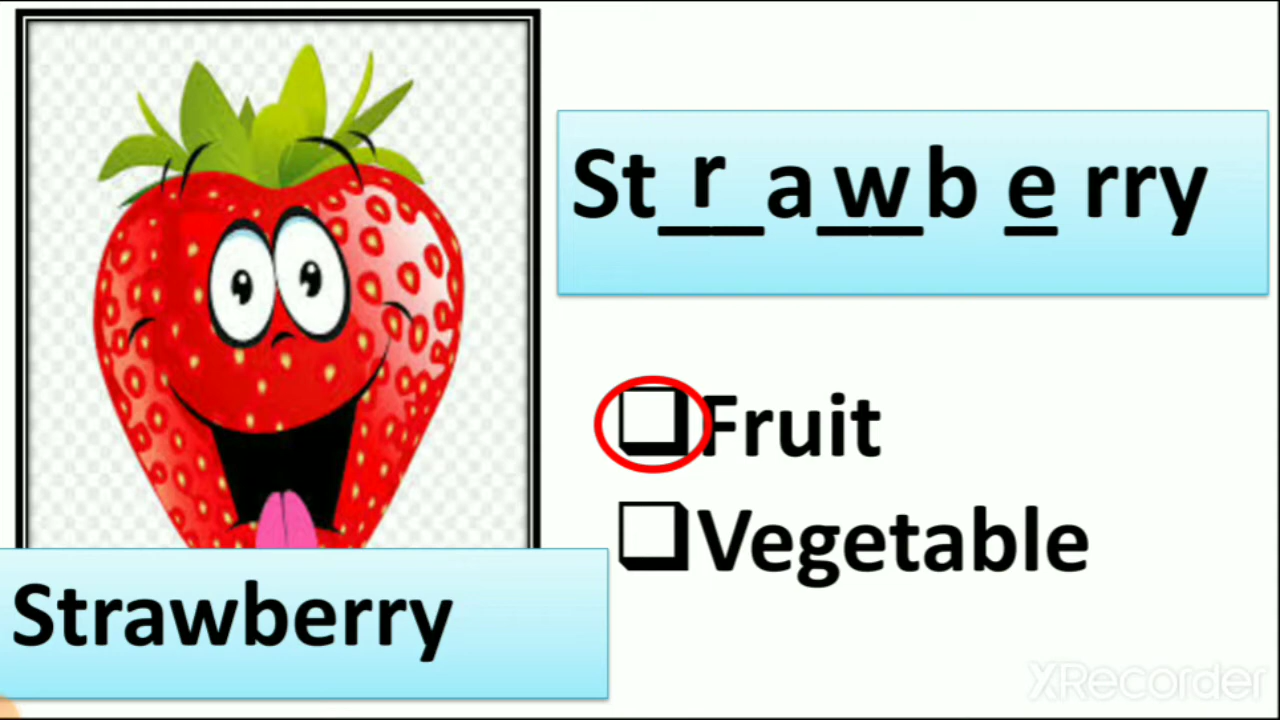 St r a w b e rry
Fruit
Vegetable
Strawberry
XRecorder